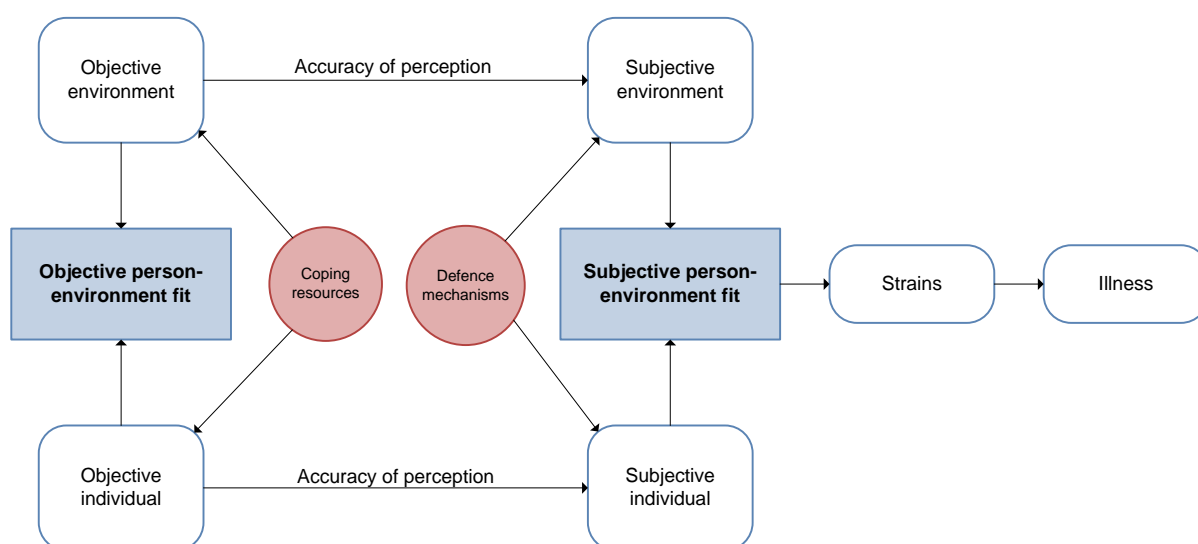 Objective
environment
Accuracy of perception
Subjective
environment
Objective person-
environment fit
Coping
resources
Defence
mechanisms
Subjective person-
environment fit
Strains
Illness
Objective
individual
Accuracy of perception
Subjective
individual